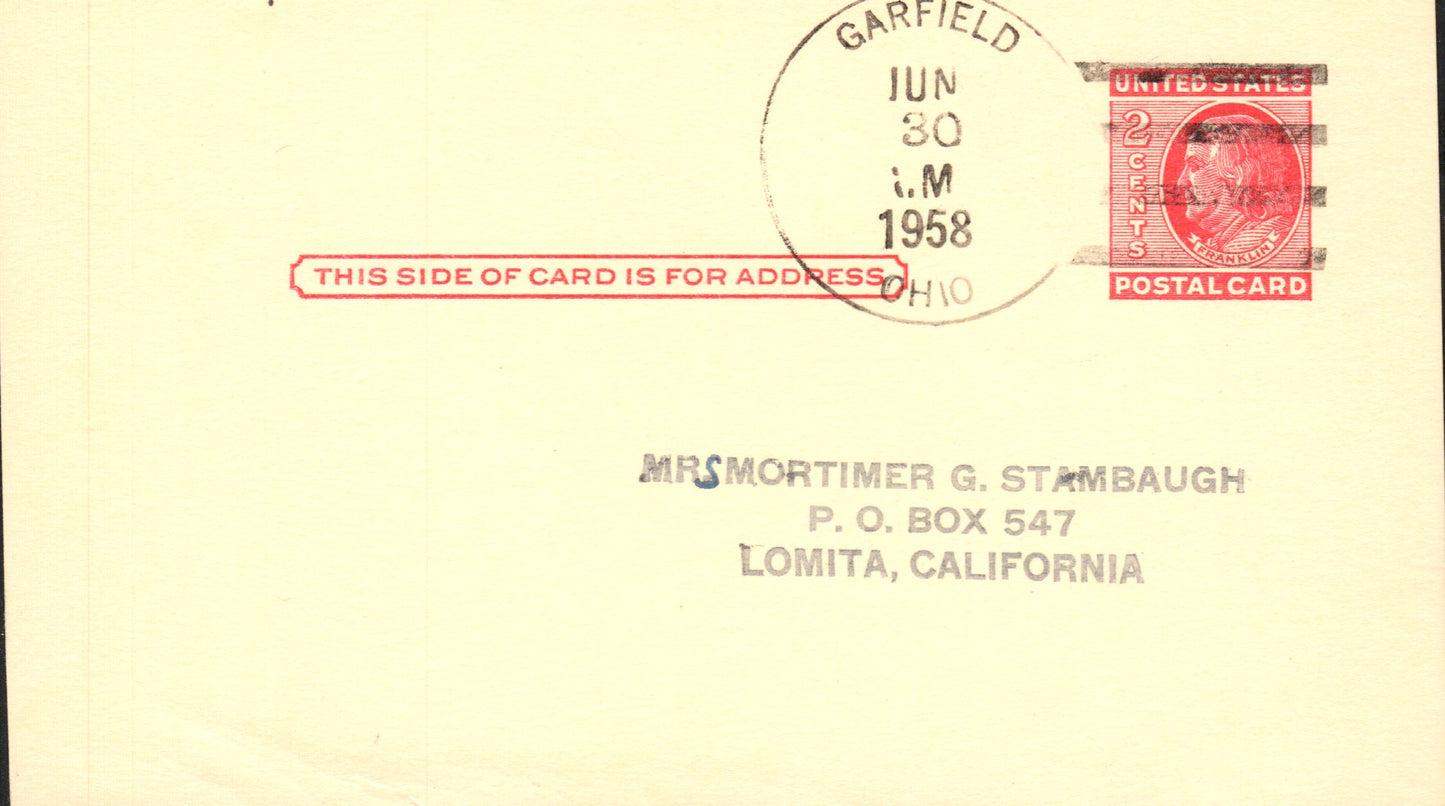 GARFIELD
JUN
30
M
1958
OHIO
UNITED STATES
2 CENTS
FRANKLIN
POSTAL CARD
THIS SIDE OF CARD IS FOR ADDRESS
MRS MORTIMER G. STAMBAUGH
P. O. BOX 547
LOMITA, CALIFORNIA